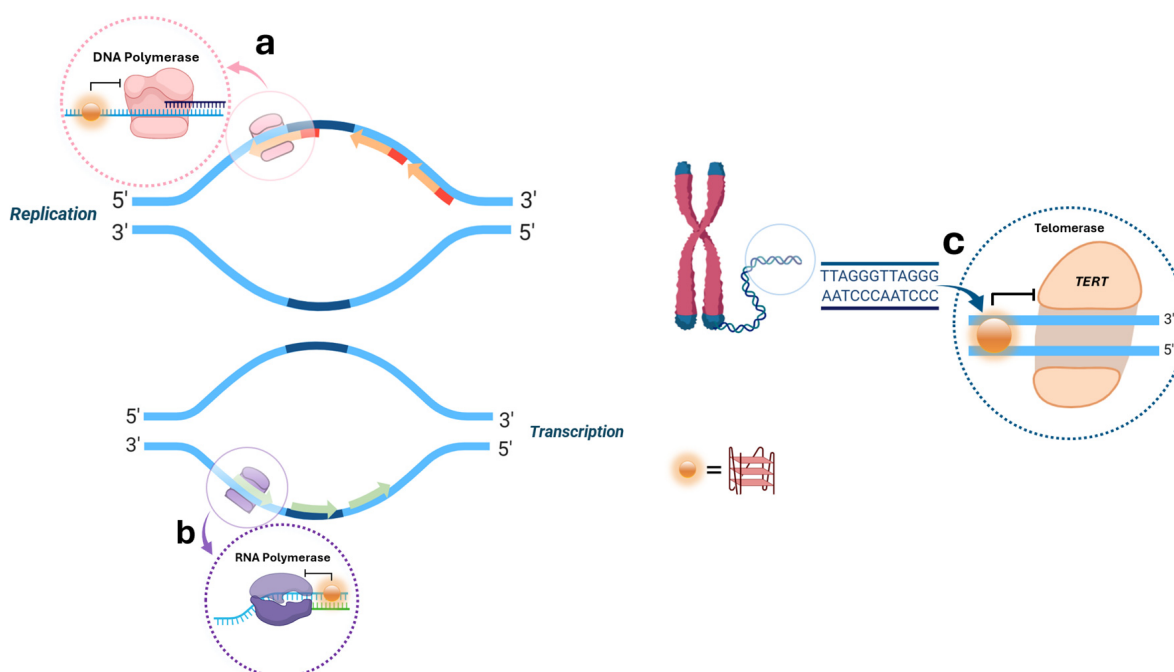 a
DNA Polymerase
5'
3'
Replication
3'
5'
5'
3'
Transcription
3'
5'
b
RNA Polymerase
c
Telomerase
TERT
TTAGGGTTAGGG
AATCCCAATCCC
3'
5'
=